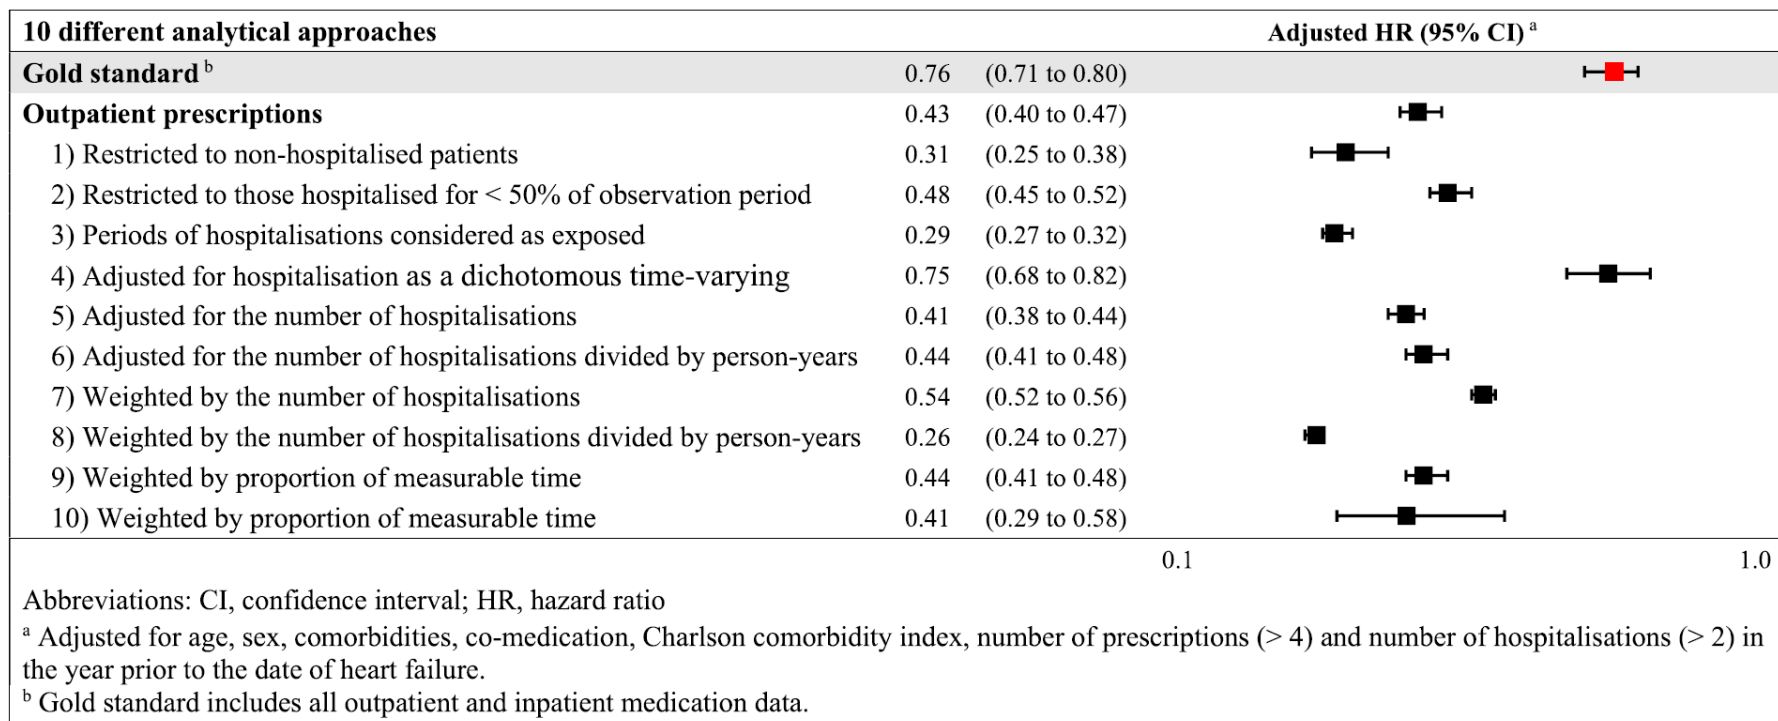 10 different analytical approaches Adjusted HR (95% CI) a
Gold standard b 0.76 (0.71 to 0.80)
Outpatient prescriptions 0.43 (0.40 to 0.47)
1) Restricted to non-hospitalised patients 0.31 (0.25 to 0.38)
2) Restricted to those hospitalised for < 50% of observation period 0.48 (0.45 to 0.52)
3) Periods of hospitalisations considered as exposed 0.29 (0.27 to 0.32)
4) Adjusted for hospitalisation as a dichotomous time-varying 0.75 (0.68 to 0.82)
5) Adjusted for the number of hospitalisations 0.41 (0.38 to 0.44)
6) Adjusted for the number of hospitalisations divided by person-years 0.44 (0.41 to 0.48)
7) Weighted by the number of hospitalisations 0.54 (0.52 to 0.56)
8) Weighted by the number of hospitalisations divided by person-years 0.26 (0.24 to 0.27)
9) Weighted by proportion of measurable time 0.44 (0.41 to 0.48)
10) Weighted by proportion of measurable time 0.41 (0.29 to 0.58)
0.1 1.0
Abbreviations: CI, confidence interval; HR, hazard ratio
a Adjusted for age, sex, comorbidities, co-medication, Charlson comorbidity index, number of prescriptions (> 4) and number of hospitalisations (> 2) in
the year prior to the date of heart failure.
b Gold standard includes all outpatient and inpatient medication data.